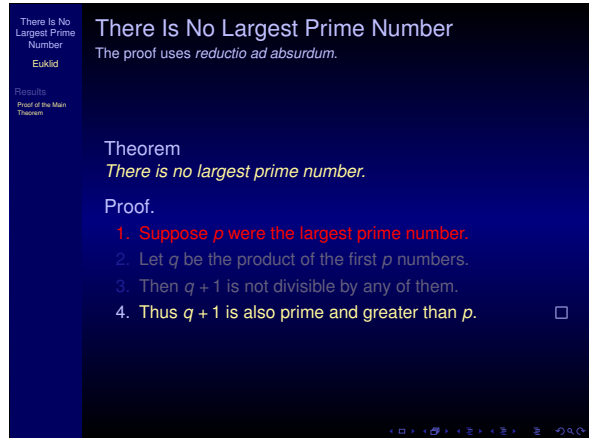 There Is No
Largest Prime
Number
Euklid
Results
Proof of the Main
Theorem
There Is No Largest Prime Number
The proof uses reductio ad absurdum.
Theorem
There is no largest prime number.
Proof.
1. Suppose p were the largest prime number.
2. Let q be the product of the first p numbers.
3. Then q + 1 is not divisible by any of them.
4. Thus q + 1 is also prime and greater than p.